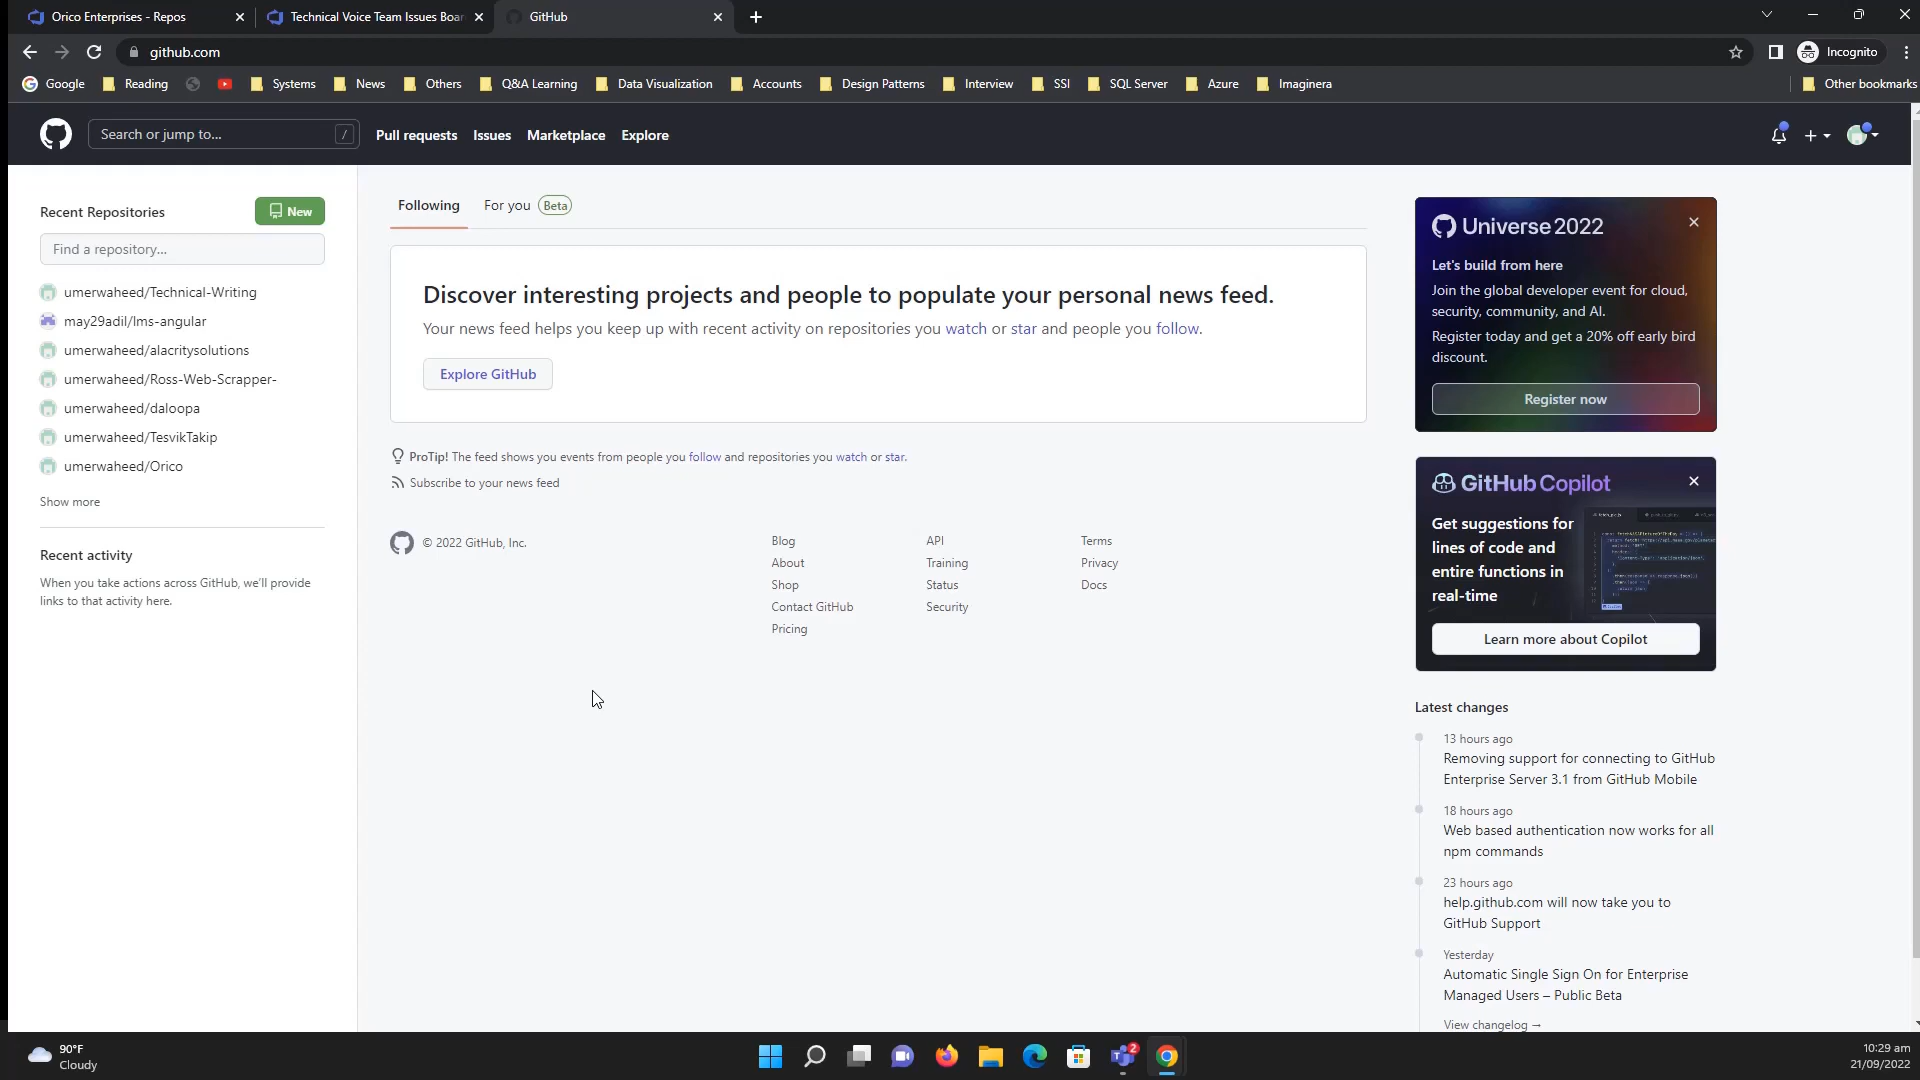 Orico Enterprises - Repos
Technical Voice Team Issues Boar
GitHub
github.com
Incognito
Google
Reading
Systems
News
Others
Q&A Learning
Data Visualization
Accounts
Design Patterns
Interview
SSI
SQL Server
Azure
Imaginera
Other bookmarks
Search or jump to...
/
Pull requests
Issues
Marketplace
Explore
Recent Repositories
New
Find a repository...
umerwaheed/Technical-Writing
may29adil/lms-angular
umerwaheed/alacritysolutions
umerwaheed/Ross-Web-Scrapper-
umerwaheed/daloopa
umerwaheed/TesvikTakip
umerwaheed/Orico
Show more
Recent activity
When you take actions across GitHub, we'll provide
links to that activity here.
Following
For you
Beta
Discover interesting projects and people to populate your personal news feed.
Your news feed helps you keep up with recent activity on repositories you watch or star and people you follow.
Explore GitHub
ProTip! The feed shows you events from people you follow and repositories you watch or star.
Subscribe to your news feed
© 2022 GitHub, Inc.
Blog
About
Shop
Contact GitHub
Pricing
API
Training
Status
Security
Terms
Privacy
Docs
Universe 2022
Let's build from here
Join the global developer event for cloud,
security, community, and AI.
Register today and get a 20% off early bird
discount.
Register now
GitHub Copilot
Get suggestions for
lines of code and
entire functions in
real-time
Learn more about Copilot
Latest changes
13 hours ago
Removing support for connecting to GitHub
Enterprise Server 3.1 from GitHub Mobile
18 hours ago
Web based authentication now works for all
npm commands
23 hours ago
help.github.com will now take you to
GitHub Support
Yesterday
Automatic Single Sign On for Enterprise
Managed Users – Public Beta
View changelog →
90°F
Cloudy
2
10:29 am
21/09/2022